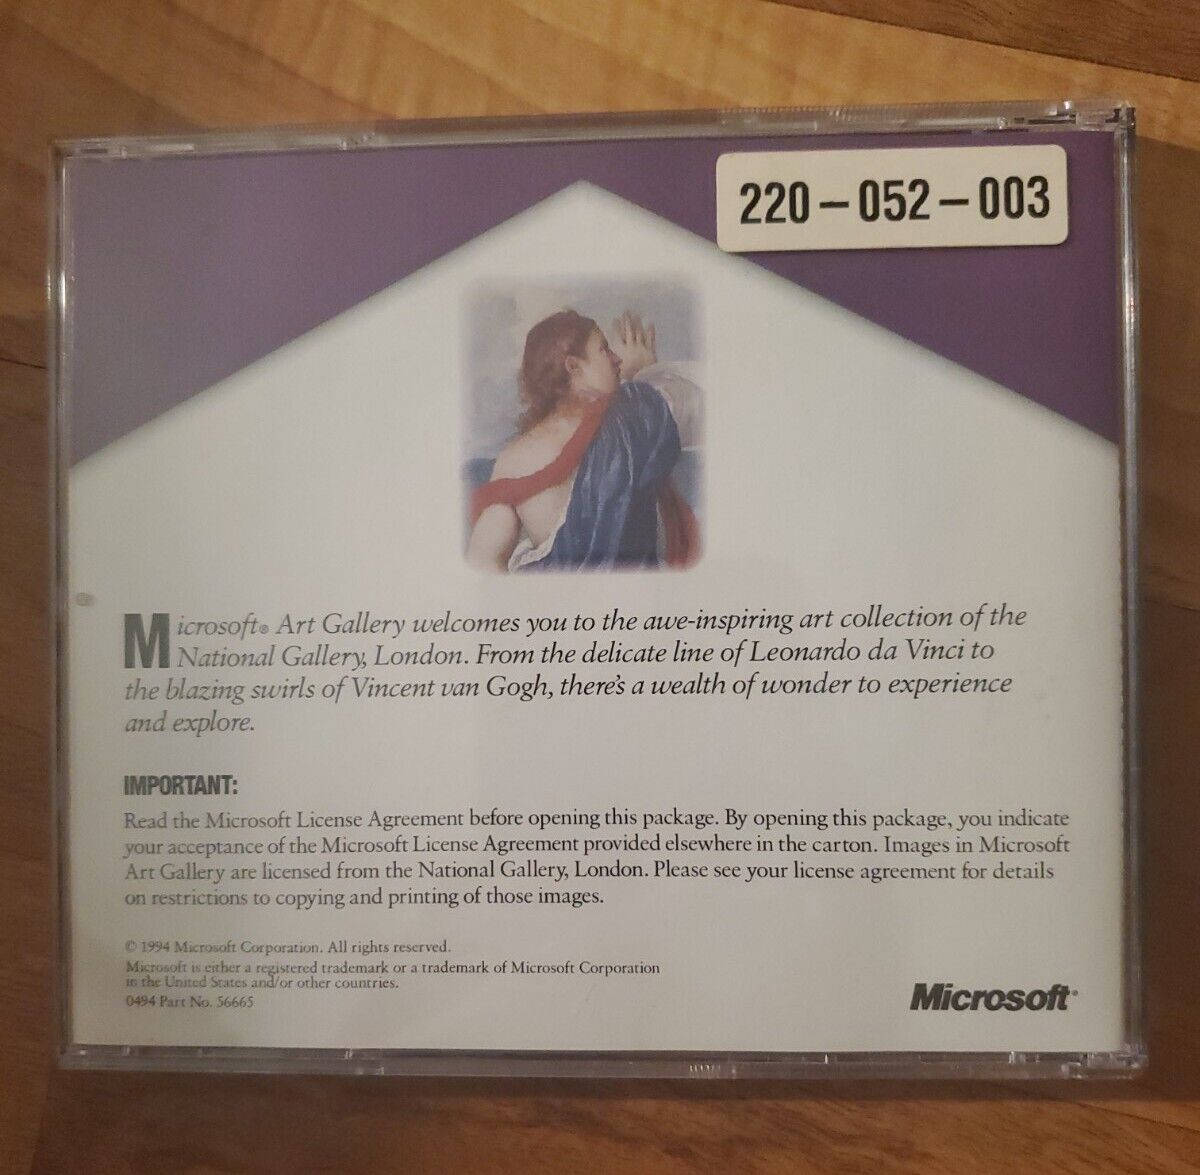 220-052-003
Microsoft® Art Gallery welcomes you to the awe-inspiring art collection of the
National Gallery, London. From the delicate line of Leonardo da Vinci to
the blazing swirls of Vincent van Gogh, there's a wealth of wonder to experience
and explore.
IMPORTANT:
Read the Microsoft License Agreement before opening this package. By opening this package, you indicate
your acceptance of the Microsoft License Agreement provided elsewhere in the carton. Images in Microsoft
Art Gallery are licensed from the National Gallery, London. Please see your license agreement for details
on restrictions to copying and printing of those images.
© 1994 Microsoft Corporation. All rights reserved.
Microsoft is either a registered trademark or a trademark of Microsoft Corporation
in the United States and/or other countries.
0494 Part No. 56665
Microsoft®